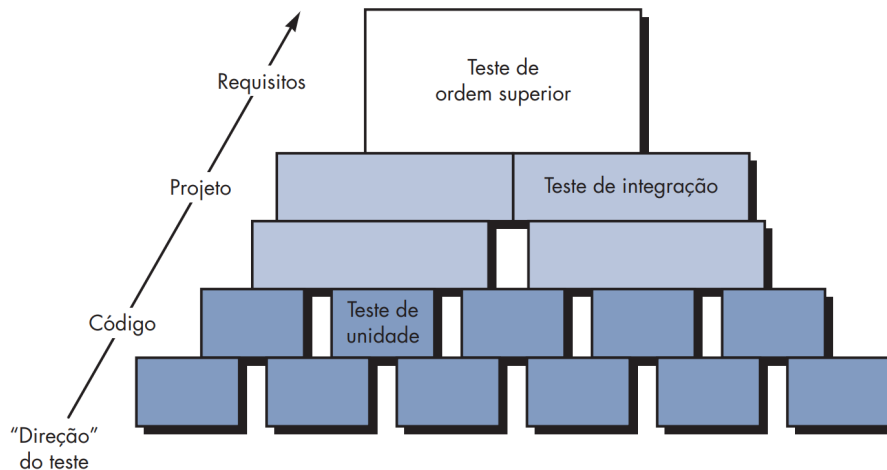 Teste de
ordem superior
Requisitos
Projeto
Teste de integração
Código
Teste de
unidade
“Direção”
do teste